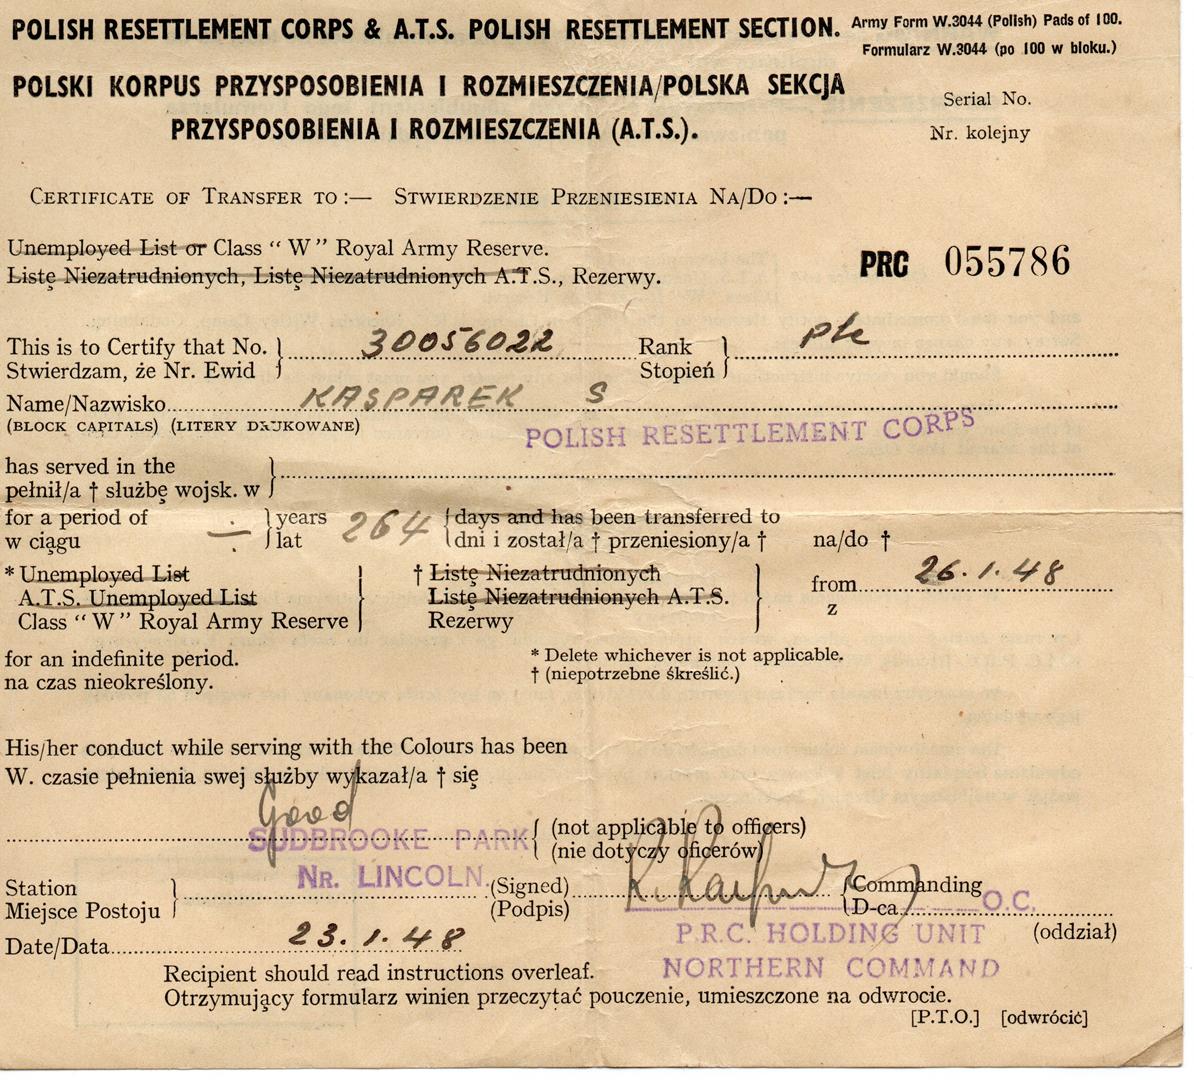 POLISH RESETTLEMENT CORPS & A.T.S. POLISH RESETTLEMENT SECTION.
Army Form W.3044 (Polish) Pads of 100.
Formularz W.3044 (po 100 w bloku.)
POLSKI KORPUS PRZYSPOSOBIENIA I ROZMIESZCZENIA/POLSKA SEKCJA
PRZYSPOSOBIENIA I ROZMIESZCZENIA (A.T.S.).
Serial No.
Nr. kolejny
CERTIFICATE OF TRANSFER TO :— STWIERDZENIE PRZENIESIENIA NA/DO :—
Unemployed List or Class "W" Royal Army Reserve.
Listę Niezatrudnionych, Listę Niezatrudnionych A.T.S., Rezerwy.
PRC 055786
This is to Certify that No. 30056022 Rank Pte
Stwierdzam, że Nr. Ewid Stopień
Name/Nazwisko KASPAREK S
(BLOCK CAPITALS) (LITERY DRUKOWANE)
POLISH RESETTLEMENT CORPS
has served in the
pełnił/a † służbę wojsk. w
for a period of years 264 days and has been transferred to
w ciągu lat dni i został/a † przeniesiony/a † na/do †
* Unemployed List † Listę Niezatrudnionych from 26.1.48
A.T.S. Unemployed List Listę Niezatrudnionych A.T.S. z
Class "W" Royal Army Reserve Rezerwy
for an indefinite period. * Delete whichever is not applicable.
na czas nieokreślony. † (niepotrzebne śkreślić.)
His/her conduct while serving with the Colours has been
W. czasie pełnienia swej służby wykazał/a † się
Good
(not applicable to officers)
(nie dotyczy oficerów)
SUDBROOKE PARK
NR. LINCOLN.
Station (Signed) Commanding
Miejsce Postoju (Podpis) D-ca O.C.
P.R.C. HOLDING UNIT (oddział)
Date/Data 23.1.48
NORTHERN COMMAND
Recipient should read instructions overleaf.
Otrzymujący formularz winien przeczytać pouczenie, umieszczone na odwrocie.
[P.T.O.] [odwrócić]